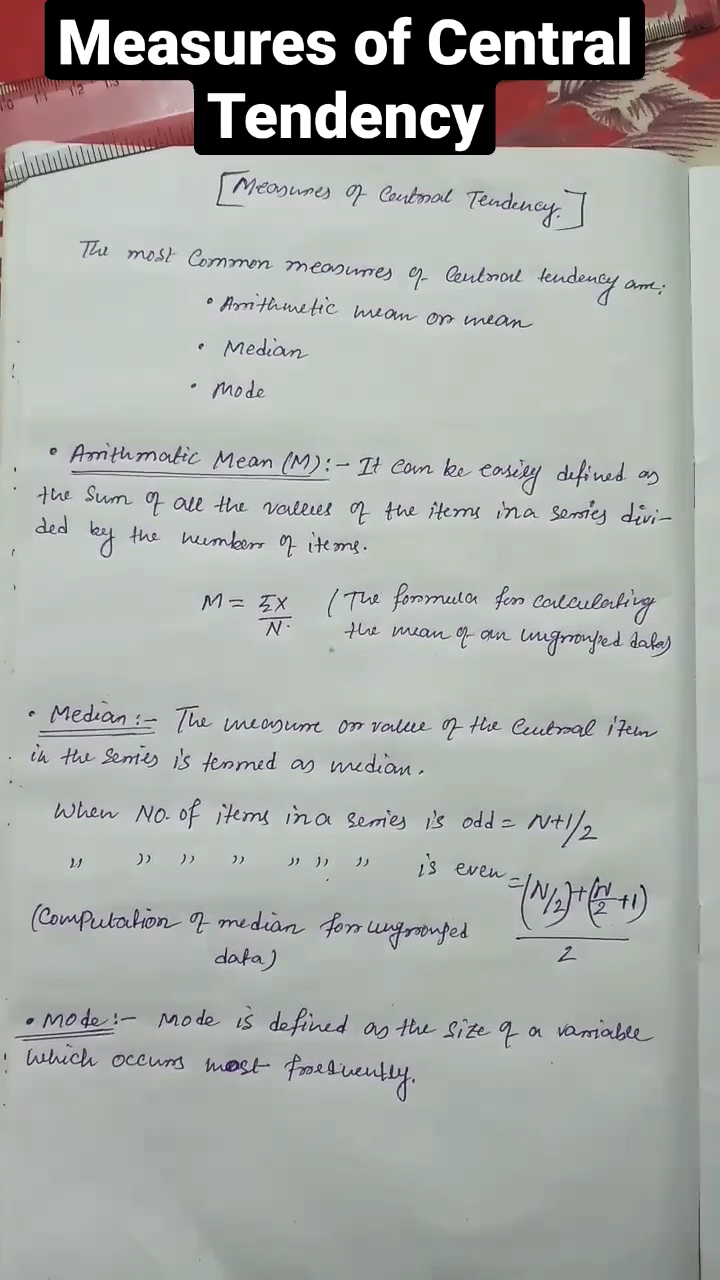 Measures of Central
Tendency
[Measures of Central Tendency.]
The most Common measures of Central tendency are:
• Arrithmetic mean or mean
• Median
• Mode
• Arrithmatic Mean (M):- It can be easily defined as
the Sum of all the values of the items in a series divi-
ded by the number of items.
M = ΣX/N. (The formula for calculating
the mean of an ungrouped data)
• Median:- The measure or value of the Central item
in the Series is termed as median.
When NO. of items in a series is odd = N+1/2
,, ,, ,, ,, ,, ,, ,, is even = (N/2)+(N/2+1)/2
(Computation of median for ungrouped
data)
• Mode:- Mode is defined as the size of a variable
which occurs most frequently.